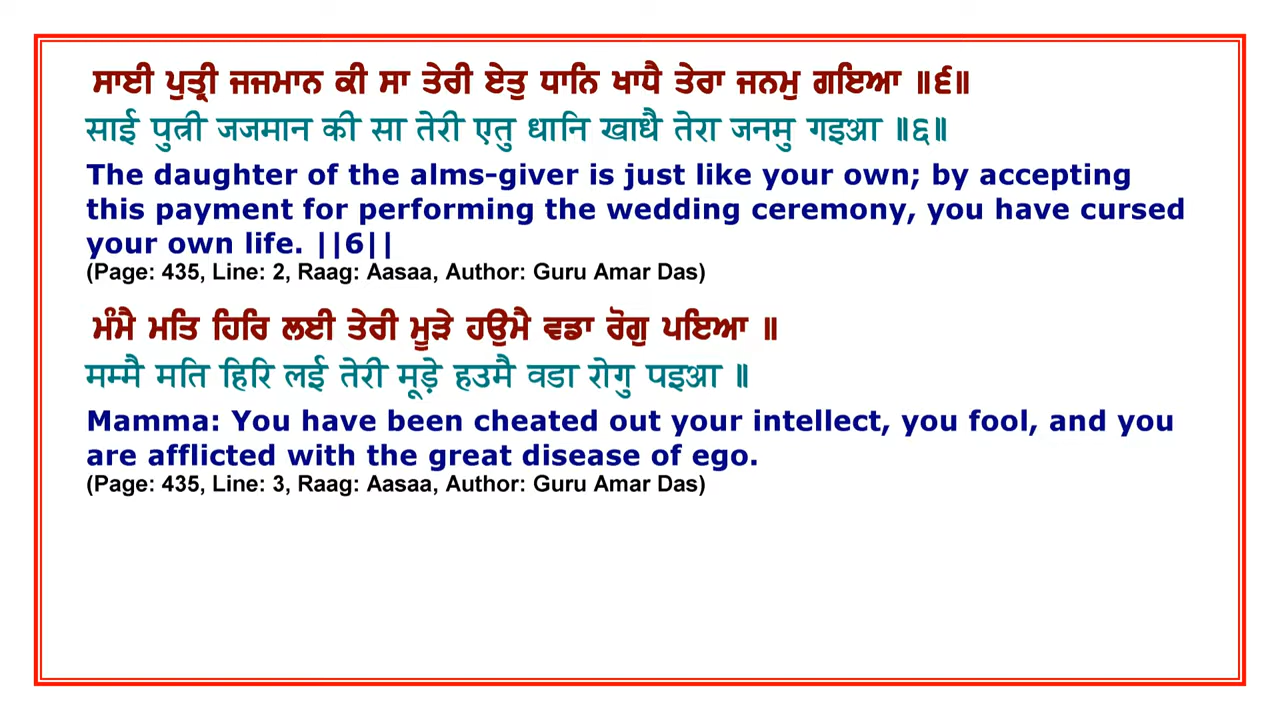 ਸਾਈ ਪੁਤ੍ਰੀ ਜਜਮਾਨ ਕੀ ਸਾ ਤੇਰੀ ਏਤੁ ਧਾਨਿ ਖਾਧੈ ਤੇਰਾ ਜਨਮੁ ਗਇਆ ॥੬॥
साई पुत्री जजमान की सा तेरी एतु धानि खाधै तेरा जनमु गइआ ॥६॥
The daughter of the alms-giver is just like your own; by accepting
this payment for performing the wedding ceremony, you have cursed
your own life. ||6||
(Page: 435, Line: 2, Raag: Aasaa, Author: Guru Amar Das)
ਮੰਮੈ ਮਤਿ ਹਿਰਿ ਲਈ ਤੇਰੀ ਮੂੜੇ ਹਉਮੈ ਵਡਾ ਰੋਗੁ ਪਇਆ ॥
मम्मै मति हिरि लई तेरी मूड़े हउमै वडा रोगु पइआ ॥
Mamma: You have been cheated out your intellect, you fool, and you
are afflicted with the great disease of ego.
(Page: 435, Line: 3, Raag: Aasaa, Author: Guru Amar Das)